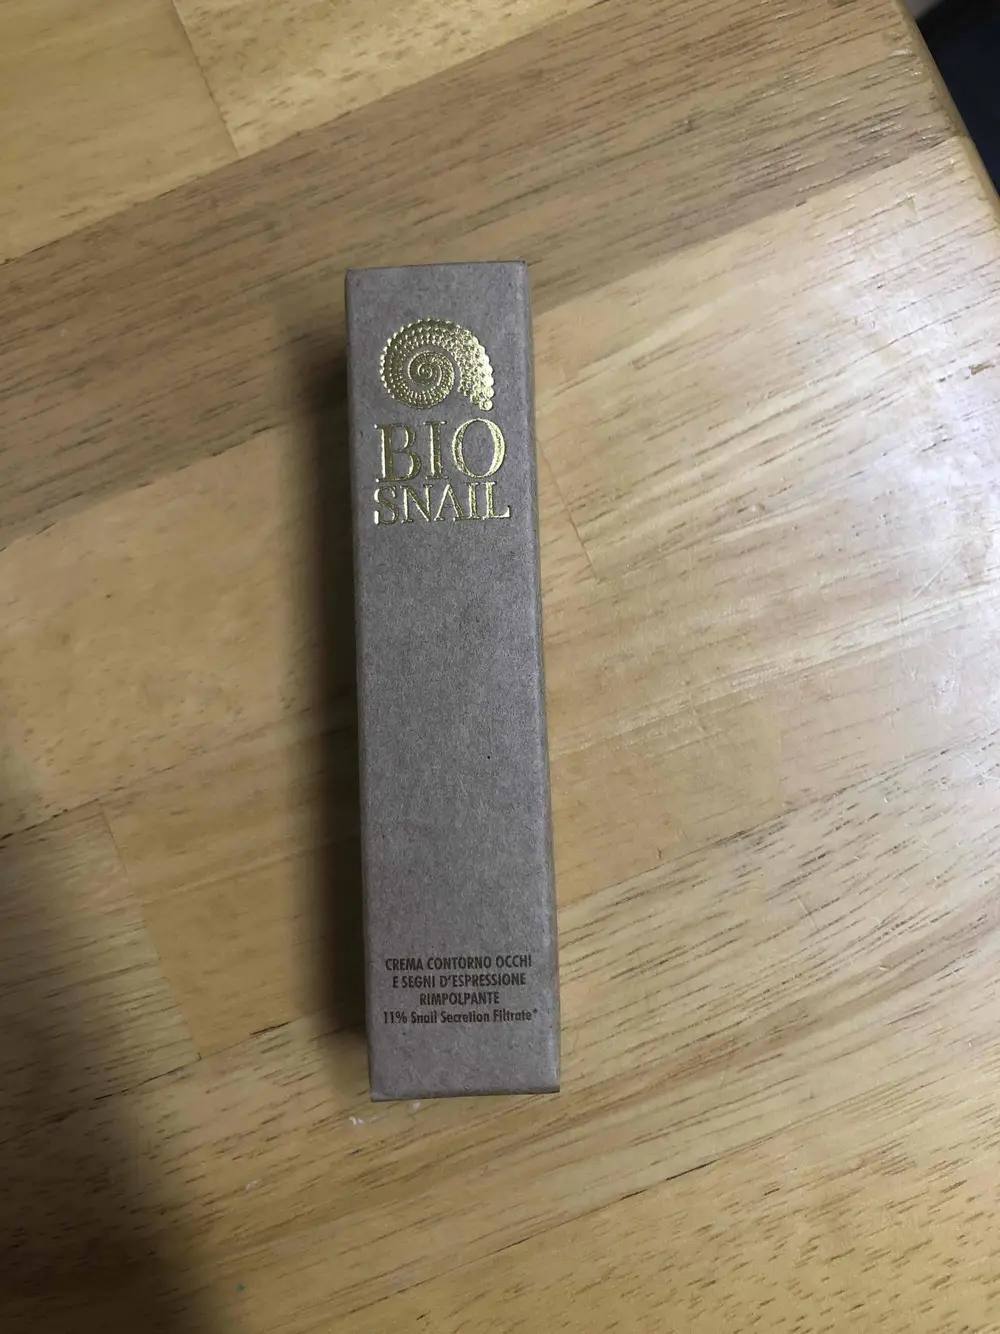 BIO
SNAIL
CREMA CONTORNO OCCHI
E SEGNI D'ESPRESSIONE
RIMPOLPANTE
11% Snail Secretion Filtrate*